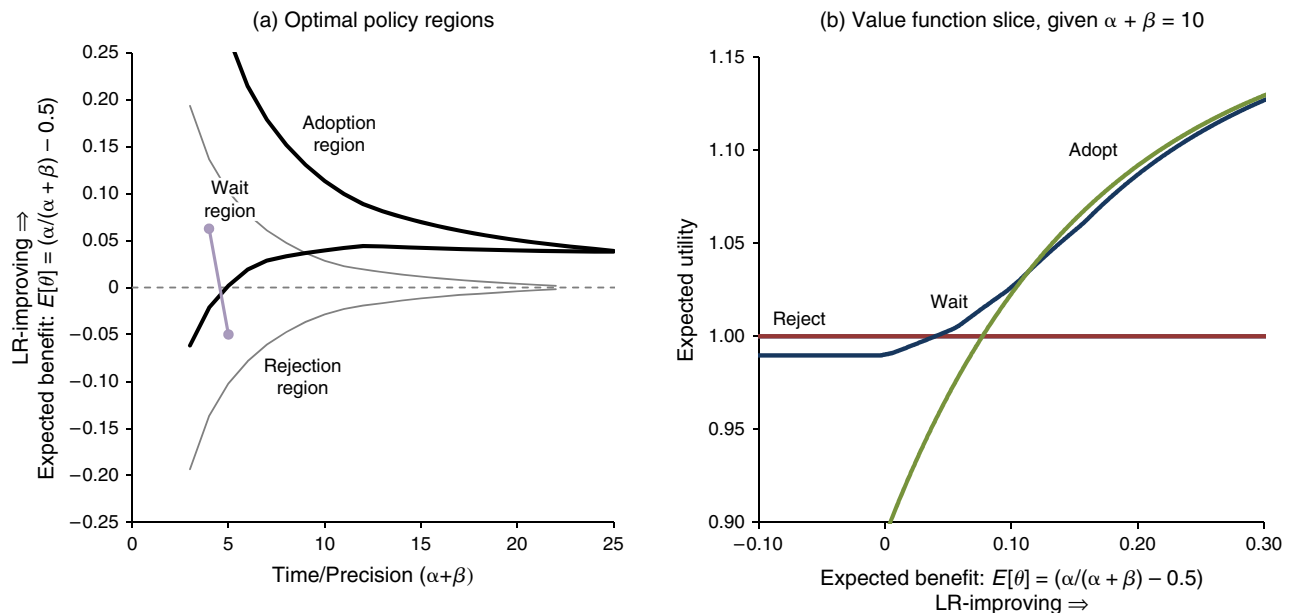 (a) Optimal policy regions
LR-improving ⇒
Expected benefit: E[θ] = (α/(α + β) − 0.5)
0.25
0.20
0.15
0.10
0.05
0
−0.05
−0.10
−0.15
−0.20
−0.25
Adoption
region
Wait
region
Rejection
region
0
5
10
15
20
25
Time/Precision (α+β)
(b) Value function slice, given α + β = 10
Expected utility
1.15
1.10
1.05
1.00
0.95
0.90
Adopt
Wait
Reject
−0.10
0
0.10
0.20
0.30
Expected benefit: E[θ] = (α/(α + β) − 0.5)
LR-improving ⇒